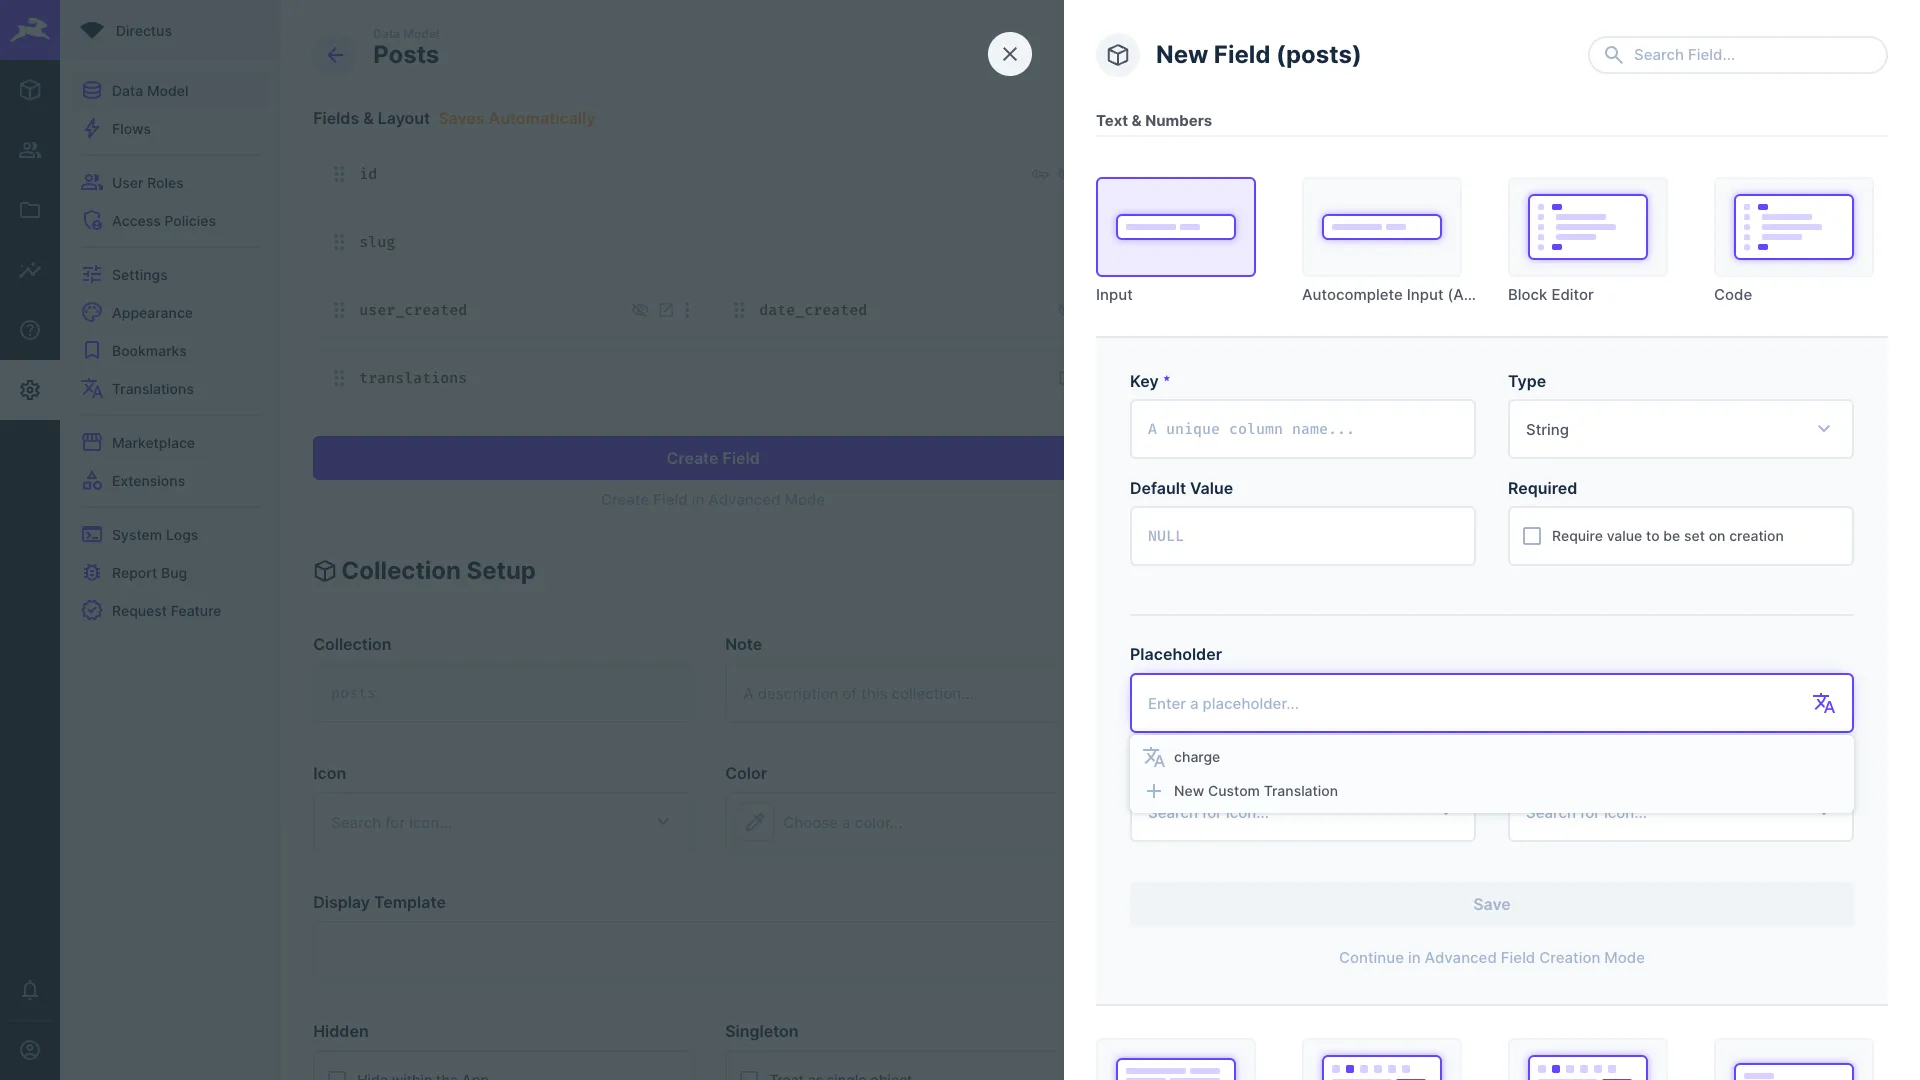 Directus
Data Model
Flows
User Roles
Access Policies
Settings
Appearance
Bookmarks
Translations
Marketplace
Extensions
System Logs
Report Bug
Request Feature
Data Model
Posts
Fields & Layout Saves Automatically
id
slug
user_created
date_created
translations
Create Field
Create Field in Advanced Mode
Collection Setup
Collection
Note
posts
A description of this collection...
Icon
Color
Search for icon...
Choose a color...
Display Template
Hidden
Singleton
Hide within the App
Treat as single object
New Field (posts)
Search Field...
Text & Numbers
Input
Autocomplete Input (A...
Block Editor
Code
Key *
Type
A unique column name...
String
Default Value
Required
NULL
Require value to be set on creation
Placeholder
Enter a placeholder...
charge
New Custom Translation
Search for icon...
Search for icon...
Save
Continue in Advanced Field Creation Mode